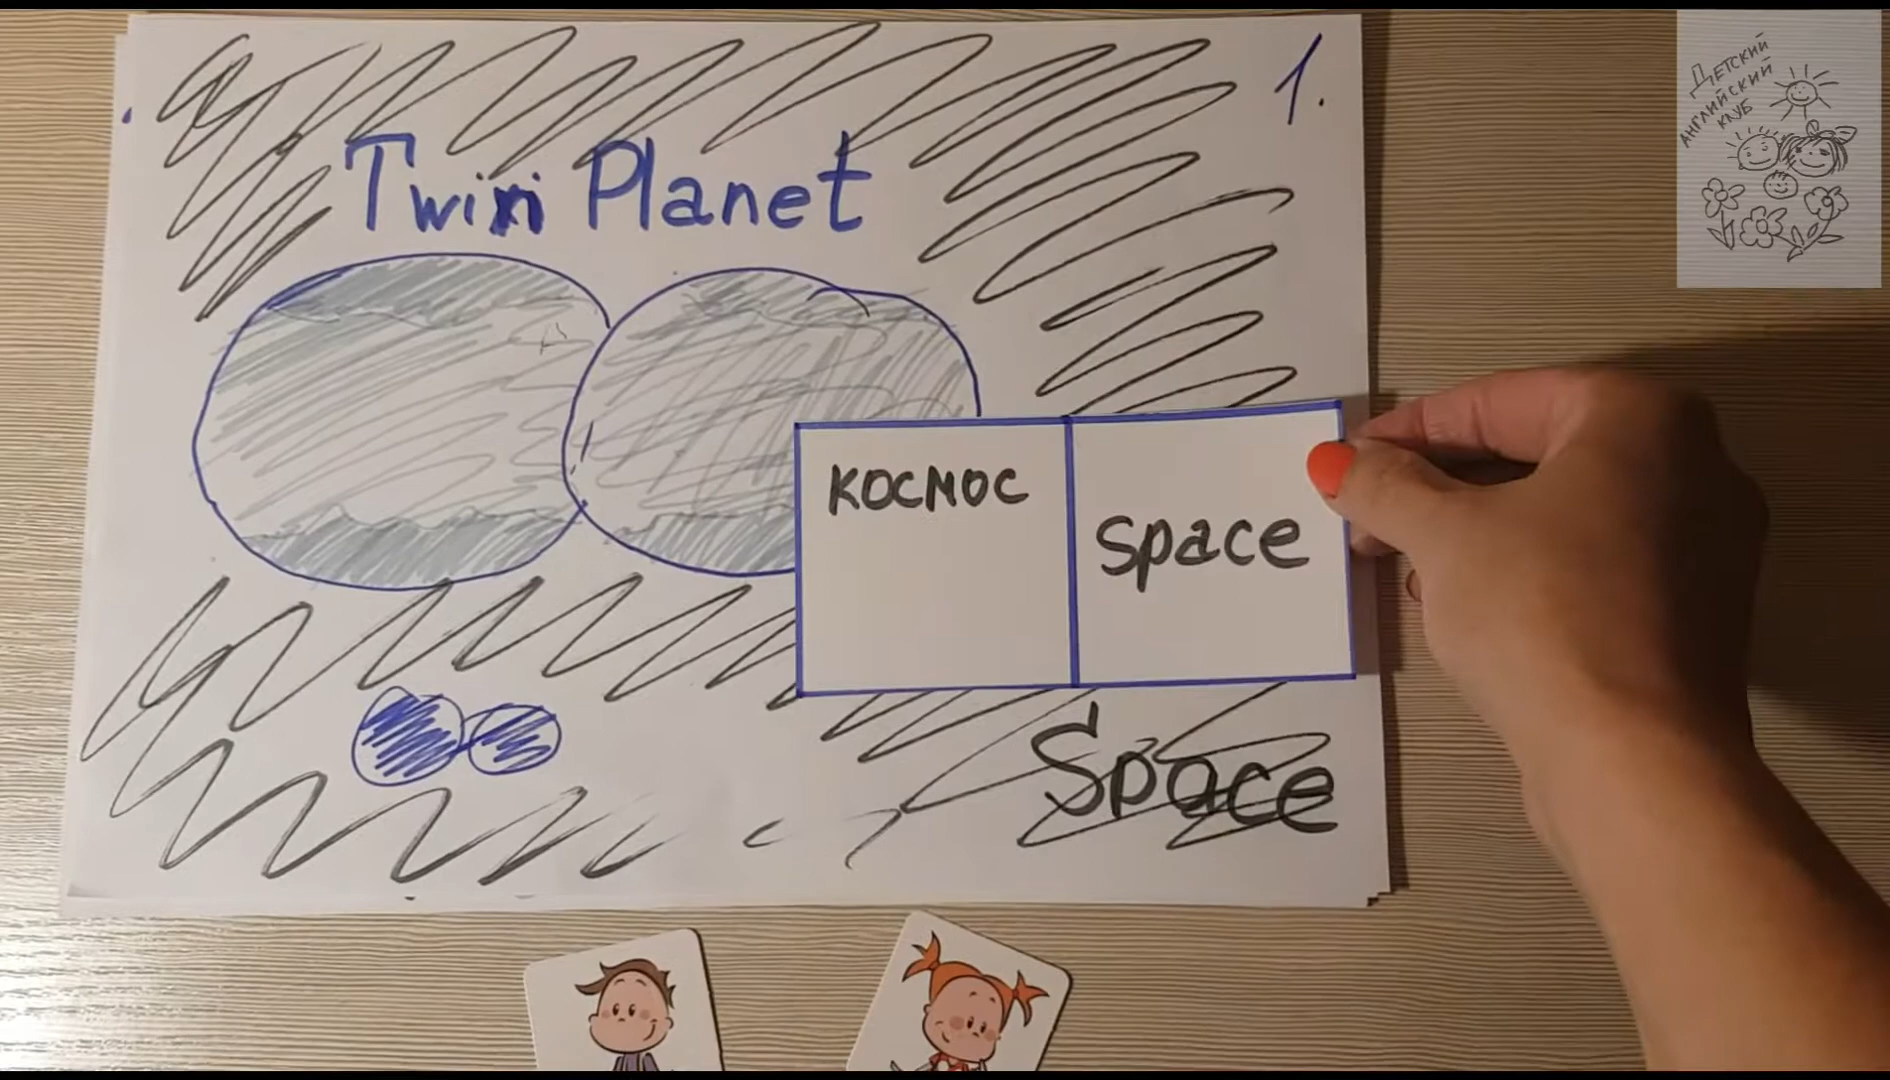 1.
Twin Planet
космос
space
Space
Детский
английский
клуб